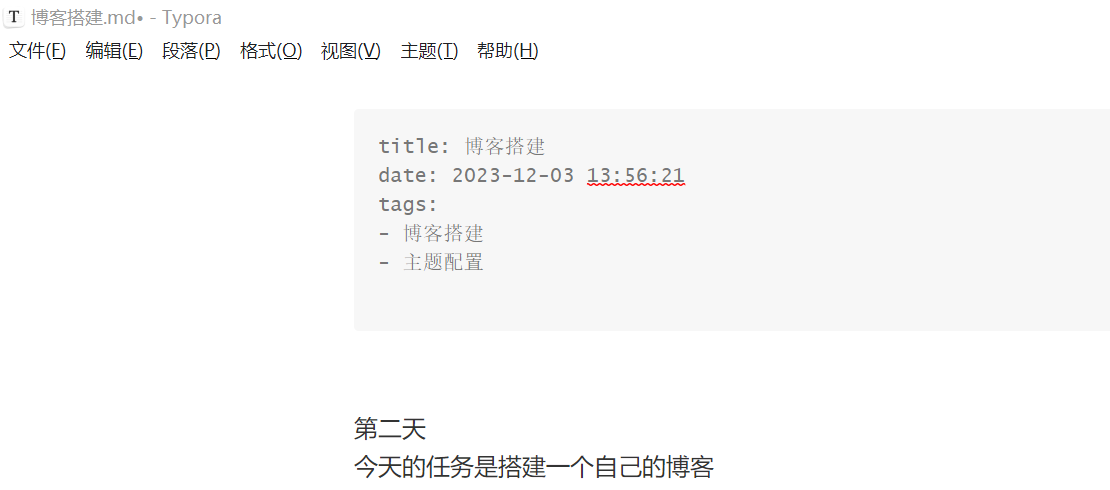 T 博客搭建.md• - Typora
文件(F) 编辑(E) 段落(P) 格式(O) 视图(V) 主题(T) 帮助(H)
title: 博客搭建
date: 2023-12-03 13:56:21
tags:
- 博客搭建
- 主题配置
第二天
今天的任务是搭建一个自己的博客